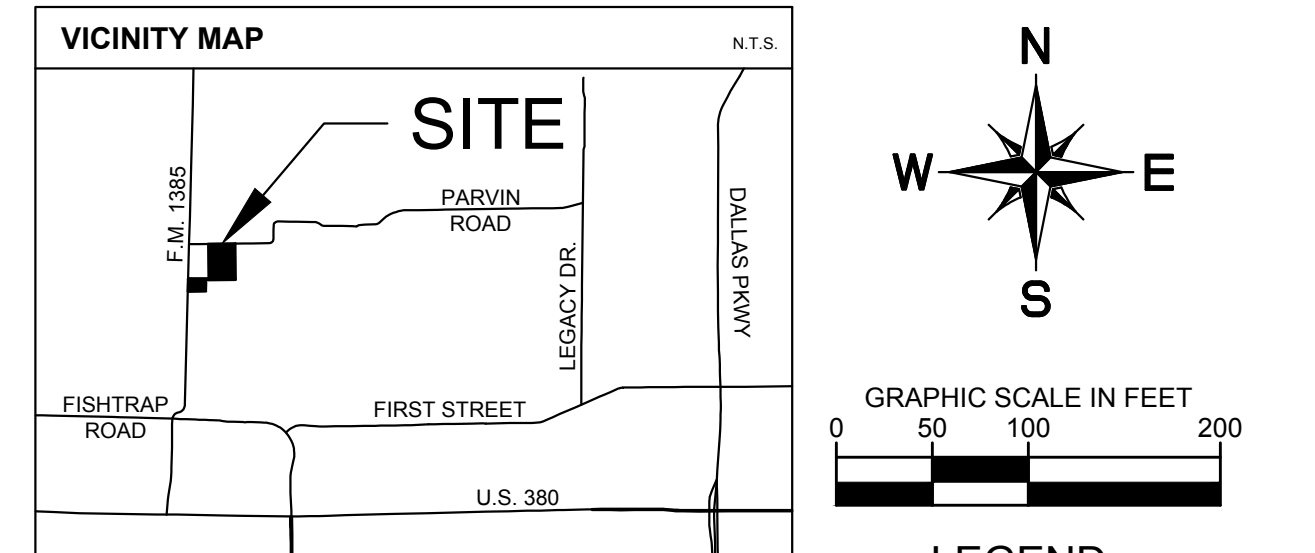 VICINITY MAP
N.T.S.
SITE
F.M. 1385
PARVIN
ROAD
LEGACY DR.
DALLAS PKWY
FISHTRAP
ROAD
FIRST STREET
U.S. 380
N
W
E
S
GRAPHIC SCALE IN FEET
0 50 100 200
LEGEND